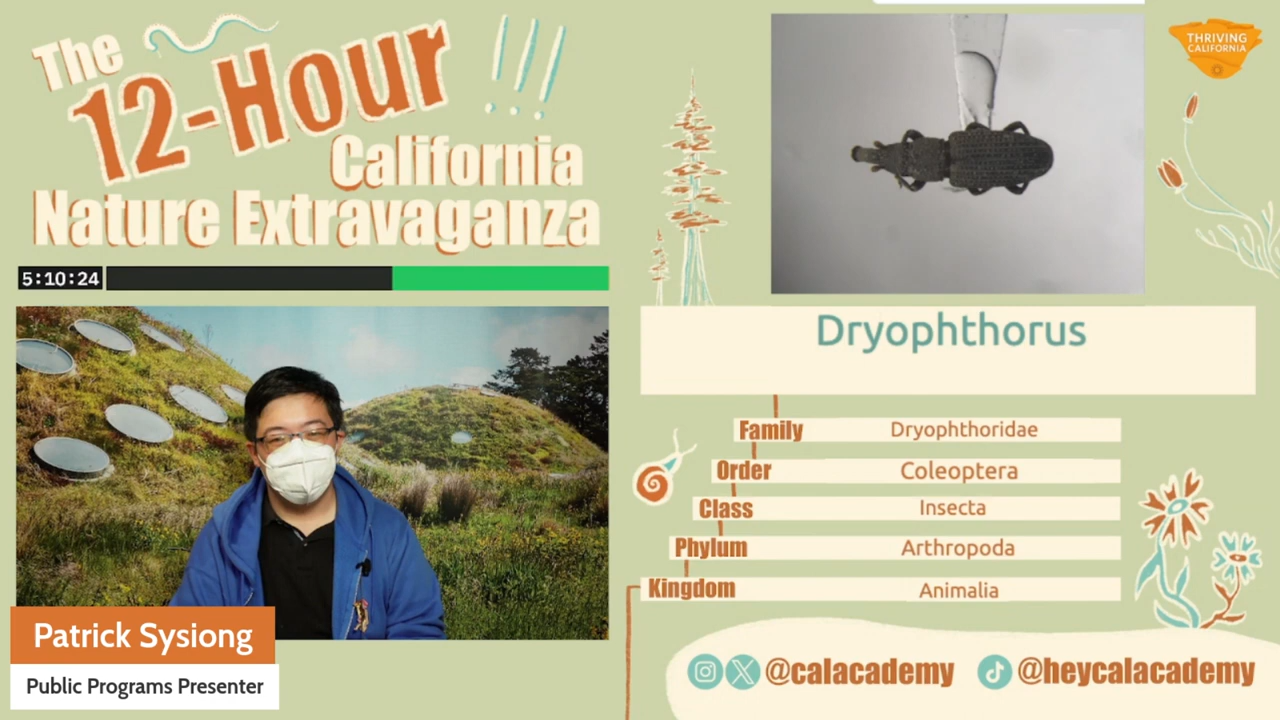 The
12-Hour
!!!
California
Nature Extravaganza
5:10:24
THRIVING
CALIFORNIA
Dryophthorus
Family Dryophthoridae
Order Coleoptera
Class Insecta
Phylum Arthropoda
Kingdom Animalia
Patrick Sysiong
Public Programs Presenter
@calacademy @heycalacademy